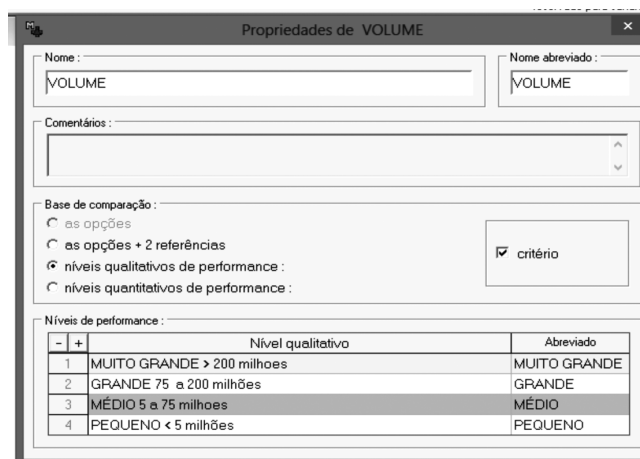 Propriedades de VOLUME
Nome :
Nome abreviado :
VOLUME
VOLUME
Comentários :
Base de comparação :
as opções
as opções + 2 referências
níveis qualitativos de performance :
níveis quantitativos de performance :
critério
Níveis de performance :
- + Nível qualitativo Abreviado
1 MUITO GRANDE > 200 milhoes MUITO GRANDE
2 GRANDE 75 a 200 milhões GRANDE
3 MÉDIO 5 a 75 milhoes MÉDIO
4 PEQUENO < 5 milhões PEQUENO